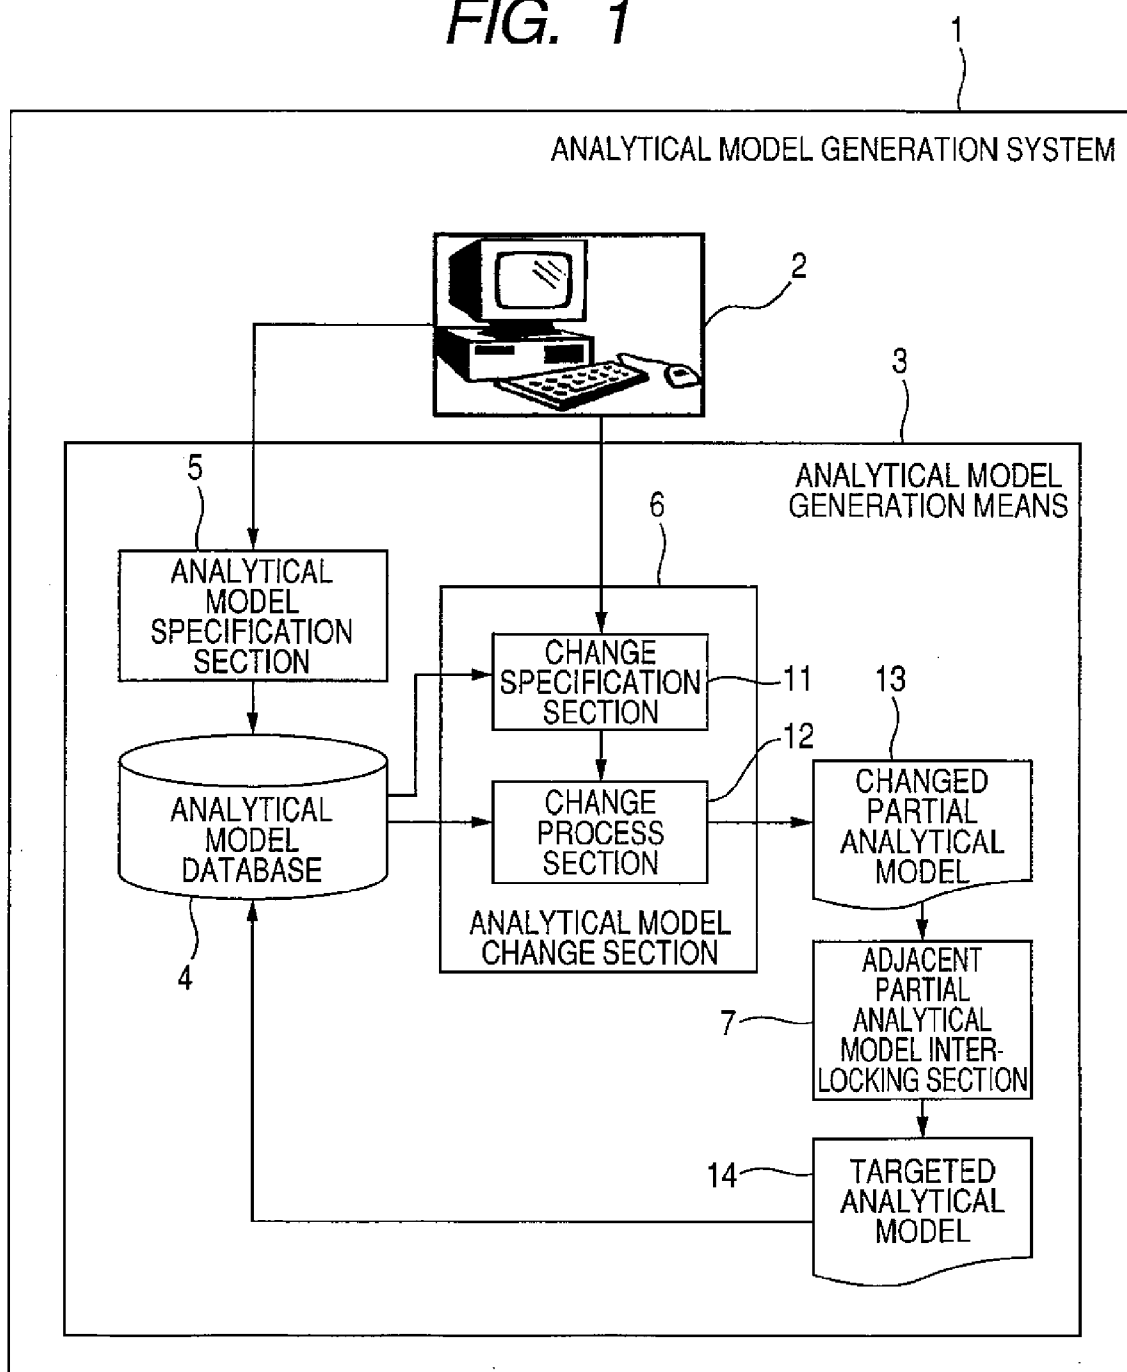 FIG. 1
1
ANALYTICAL MODEL GENERATION SYSTEM
2
3
ANALYTICAL MODEL
GENERATION MEANS
5
ANALYTICAL
MODEL
SPECIFICATION
SECTION
6
CHANGE
SPECIFICATION
SECTION
11
12
13
ANALYTICAL
MODEL
DATABASE
4
CHANGE
PROCESS
SECTION
ANALYTICAL MODEL
CHANGE SECTION
CHANGED
PARTIAL
ANALYTICAL
MODEL
7
ADJACENT
PARTIAL
ANALYTICAL
MODEL INTER-
LOCKING SECTION
14
TARGETED
ANALYTICAL
MODEL